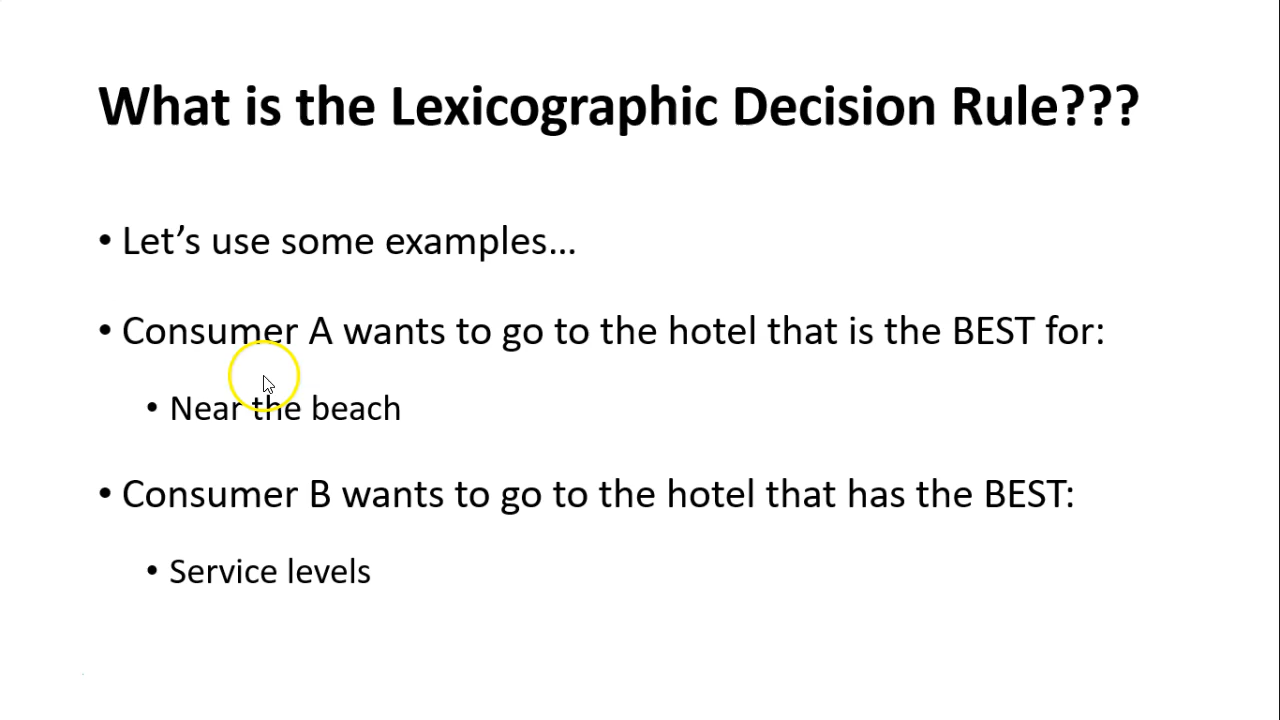 What is the Lexicographic Decision Rule???
• Let’s use some examples...
• Consumer A wants to go to the hotel that is the BEST for:
• Near the beach
• Consumer B wants to go to the hotel that has the BEST:
• Service levels